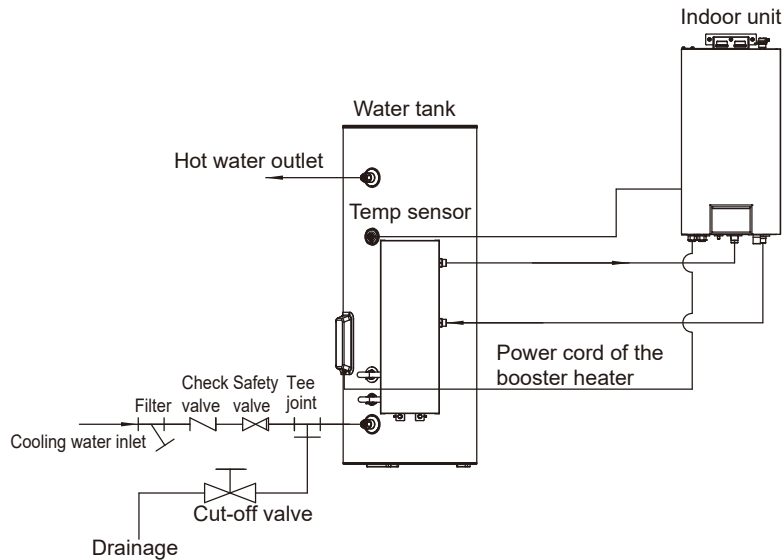 Indoor unit
Water tank
Hot water outlet
Temp sensor
Power cord of the
booster heater
Check Safety Tee
Filter valve valve joint
Cooling water inlet
Cut-off valve
Drainage